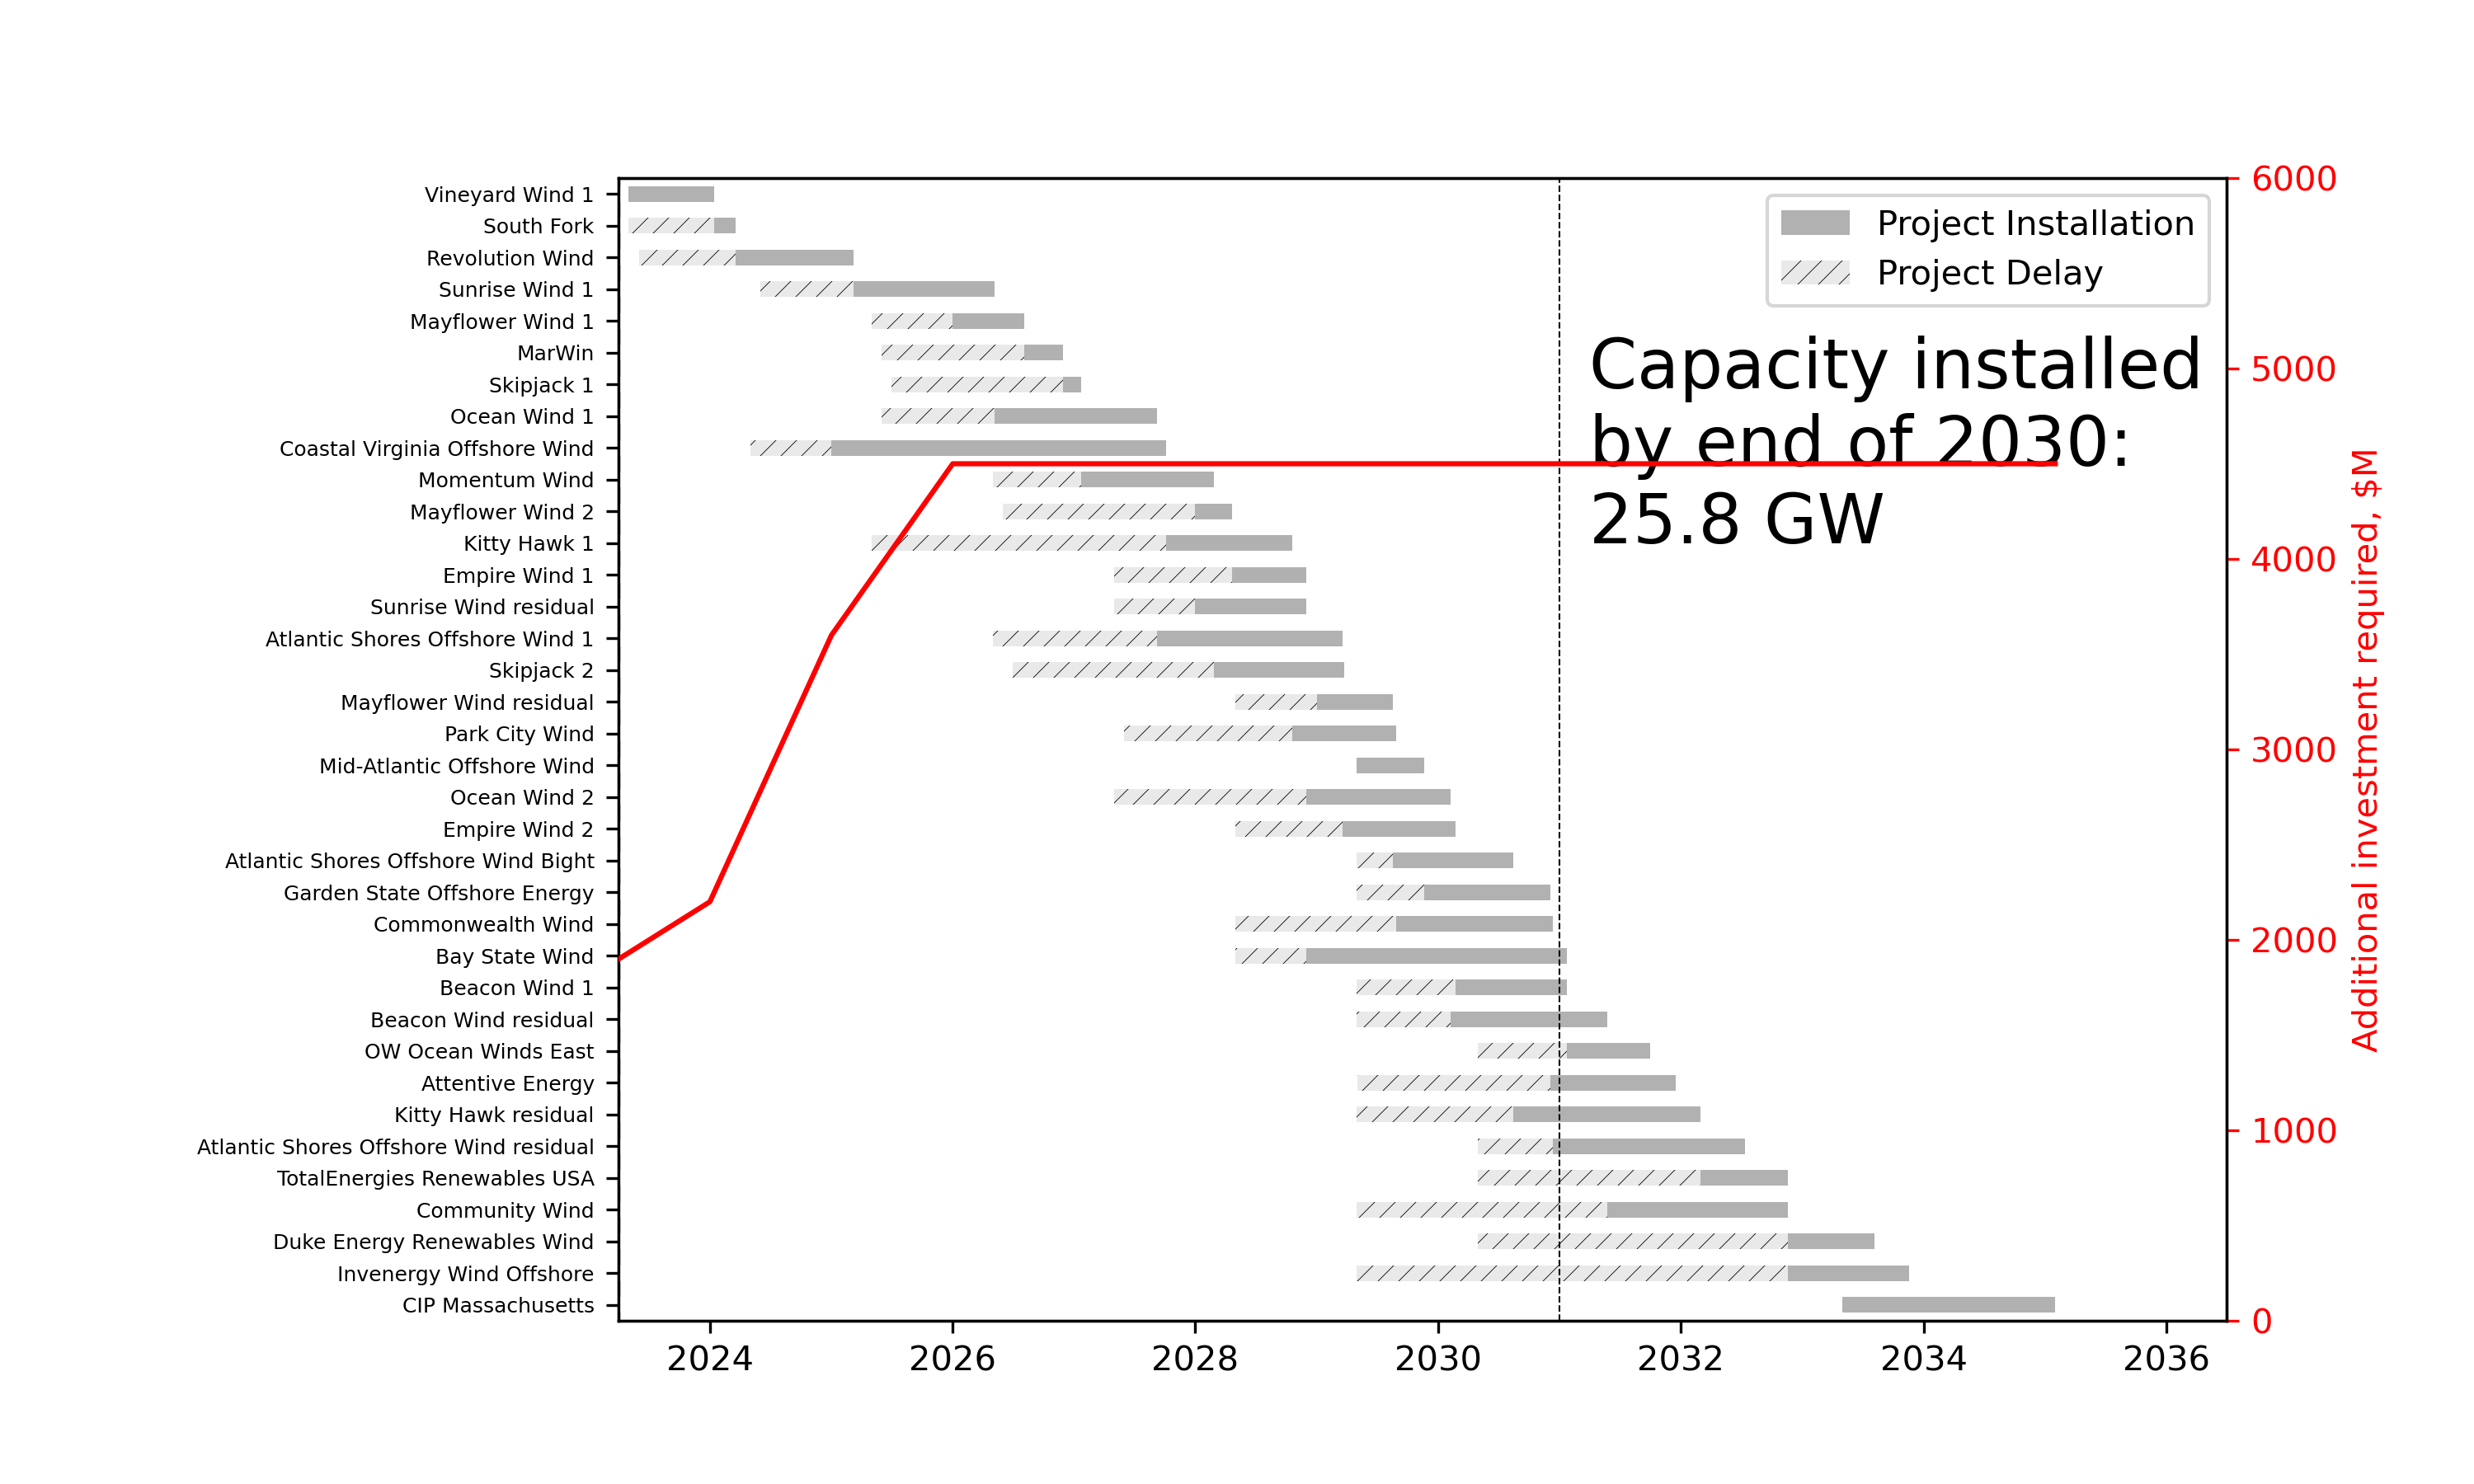 Vineyard Wind 1
South Fork
Revolution Wind
Sunrise Wind 1
Mayflower Wind 1
MarWin
Skipjack 1
Ocean Wind 1
Coastal Virginia Offshore Wind
Momentum Wind
Mayflower Wind 2
Kitty Hawk 1
Empire Wind 1
Sunrise Wind residual
Atlantic Shores Offshore Wind 1
Skipjack 2
Mayflower Wind residual
Park City Wind
Mid-Atlantic Offshore Wind
Ocean Wind 2
Empire Wind 2
Atlantic Shores Offshore Wind Bight
Garden State Offshore Energy
Commonwealth Wind
Bay State Wind
Beacon Wind 1
Beacon Wind residual
OW Ocean Winds East
Attentive Energy
Kitty Hawk residual
Atlantic Shores Offshore Wind residual
TotalEnergies Renewables USA
Community Wind
Duke Energy Renewables Wind
Invenergy Wind Offshore
CIP Massachusetts
Project Installation
Project Delay
Capacity installed
by end of 2030:
25.8 GW
6000
5000
4000
3000
2000
1000
0
Additional investment required, $M
2024
2026
2028
2030
2032
2034
2036